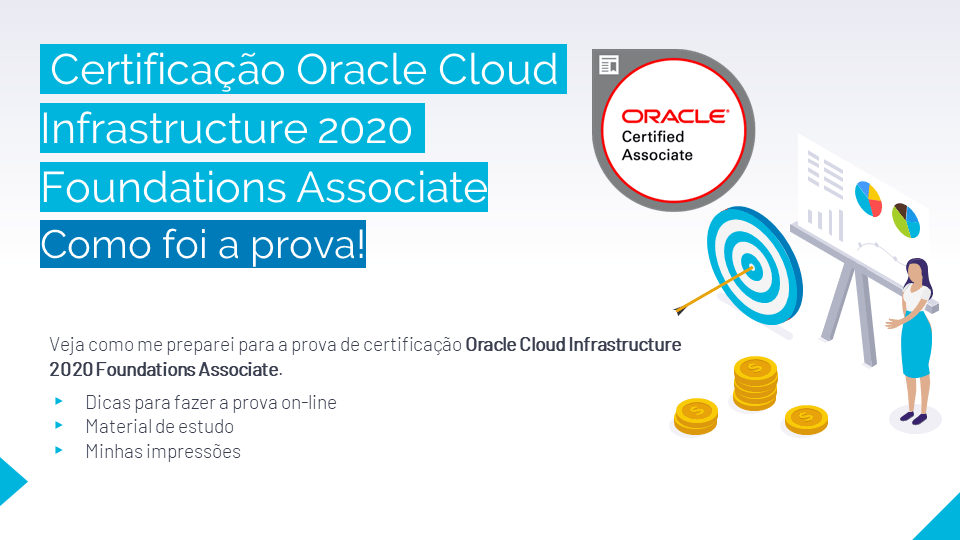 Certificação Oracle Cloud
Infrastructure 2020
Foundations Associate
Como foi a prova!
ORACLE®
Certified
Associate
Veja como me preparei para a prova de certificação Oracle Cloud Infrastructure
2020 Foundations Associate.
Dicas para fazer a prova on-line
Material de estudo
Minhas impressões